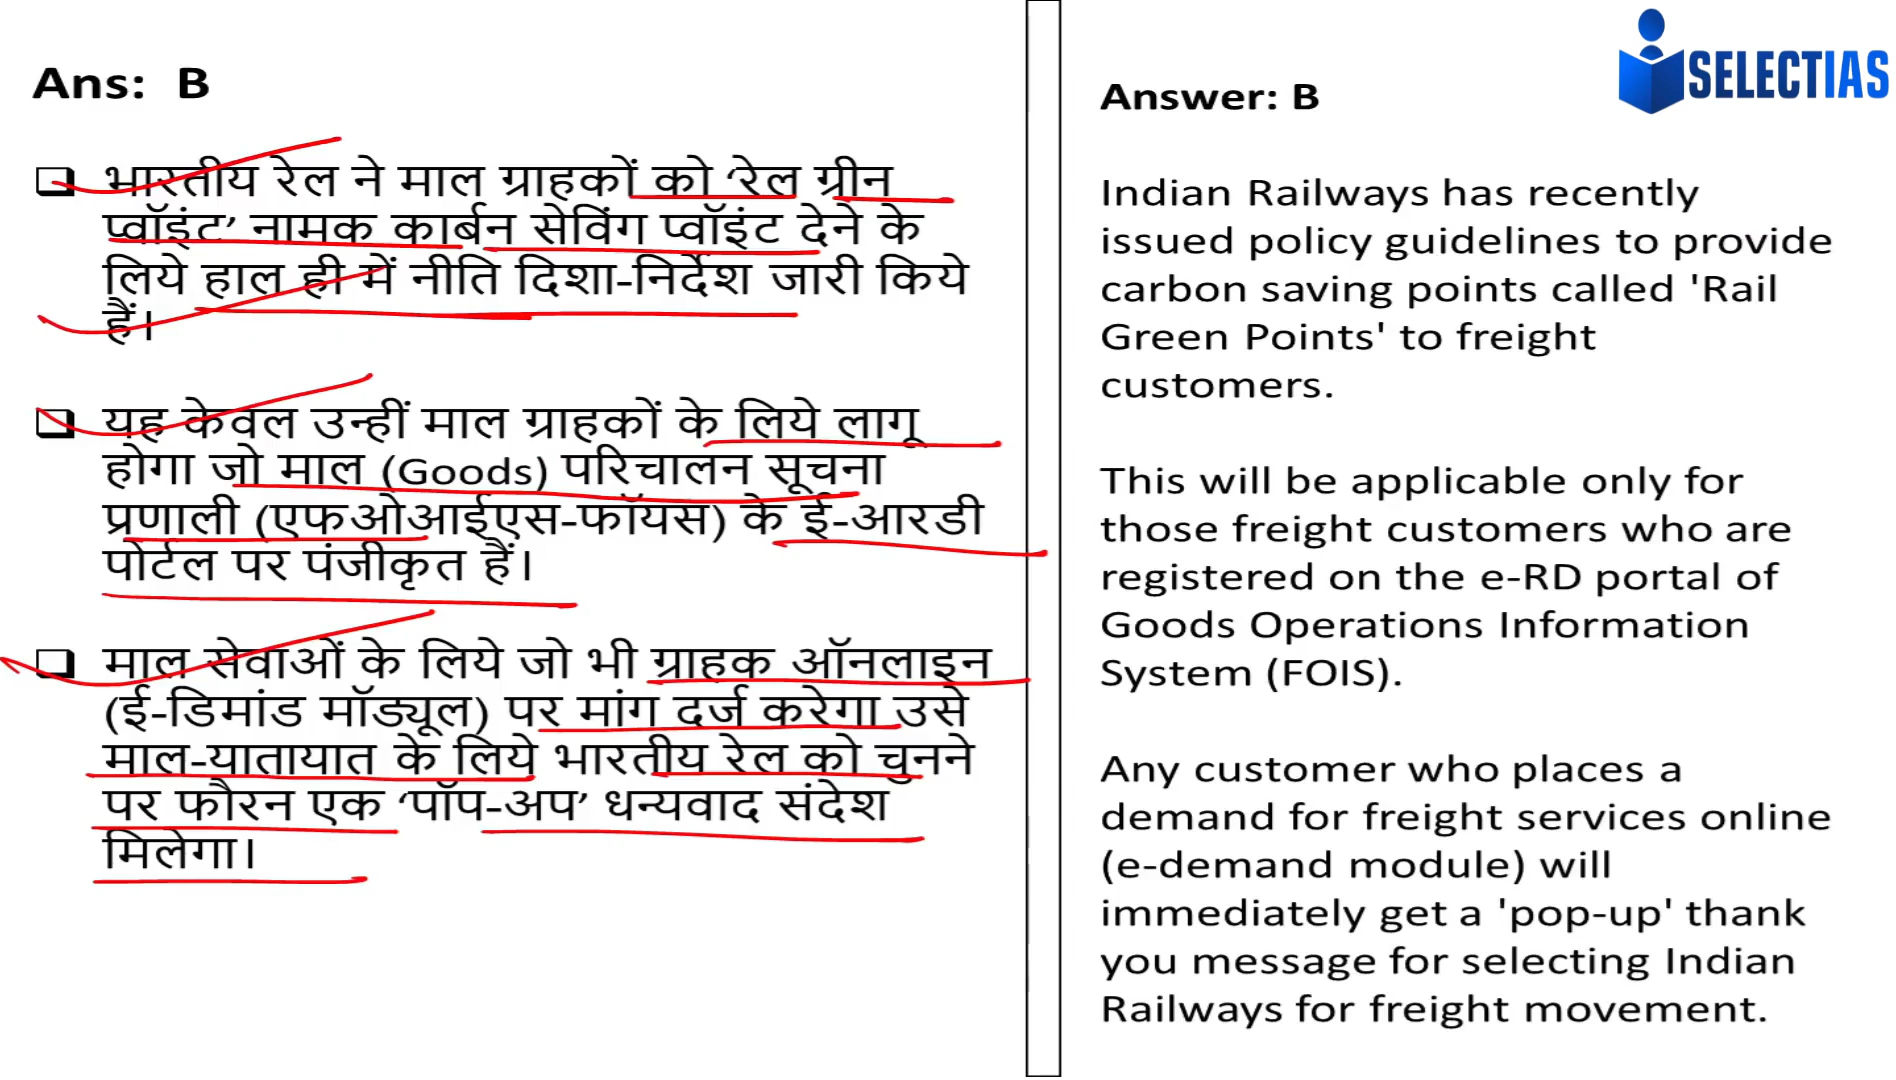 Ans: B
भारतीय रेल ने माल ग्राहकों को ‘रेल ग्रीन
प्वॉइंट’ नामक कार्बन सेविंग प्वॉइंट देने के
लिये हाल ही में नीति दिशा-निर्देश जारी किये
हैं।
यह केवल उन्हीं माल ग्राहकों के लिये लागू
होगा जो माल (Goods) परिचालन सूचना
प्रणाली (एफओआईएस-फॉयस) के ई-आरडी
पोर्टल पर पंजीकृत हैं।
माल सेवाओं के लिये जो भी ग्राहक ऑनलाइन
(ई-डिमांड मॉड्यूल) पर मांग दर्ज करेगा उसे
माल-यातायात के लिये भारतीय रेल को चुनने
पर फौरन एक ‘पॉप-अप’ धन्यवाद संदेश
मिलेगा।
SELECTIAS
Answer: B
Indian Railways has recently
issued policy guidelines to provide
carbon saving points called 'Rail
Green Points' to freight
customers.
This will be applicable only for
those freight customers who are
registered on the e-RD portal of
Goods Operations Information
System (FOIS).
Any customer who places a
demand for freight services online
(e-demand module) will
immediately get a 'pop-up' thank
you message for selecting Indian
Railways for freight movement.